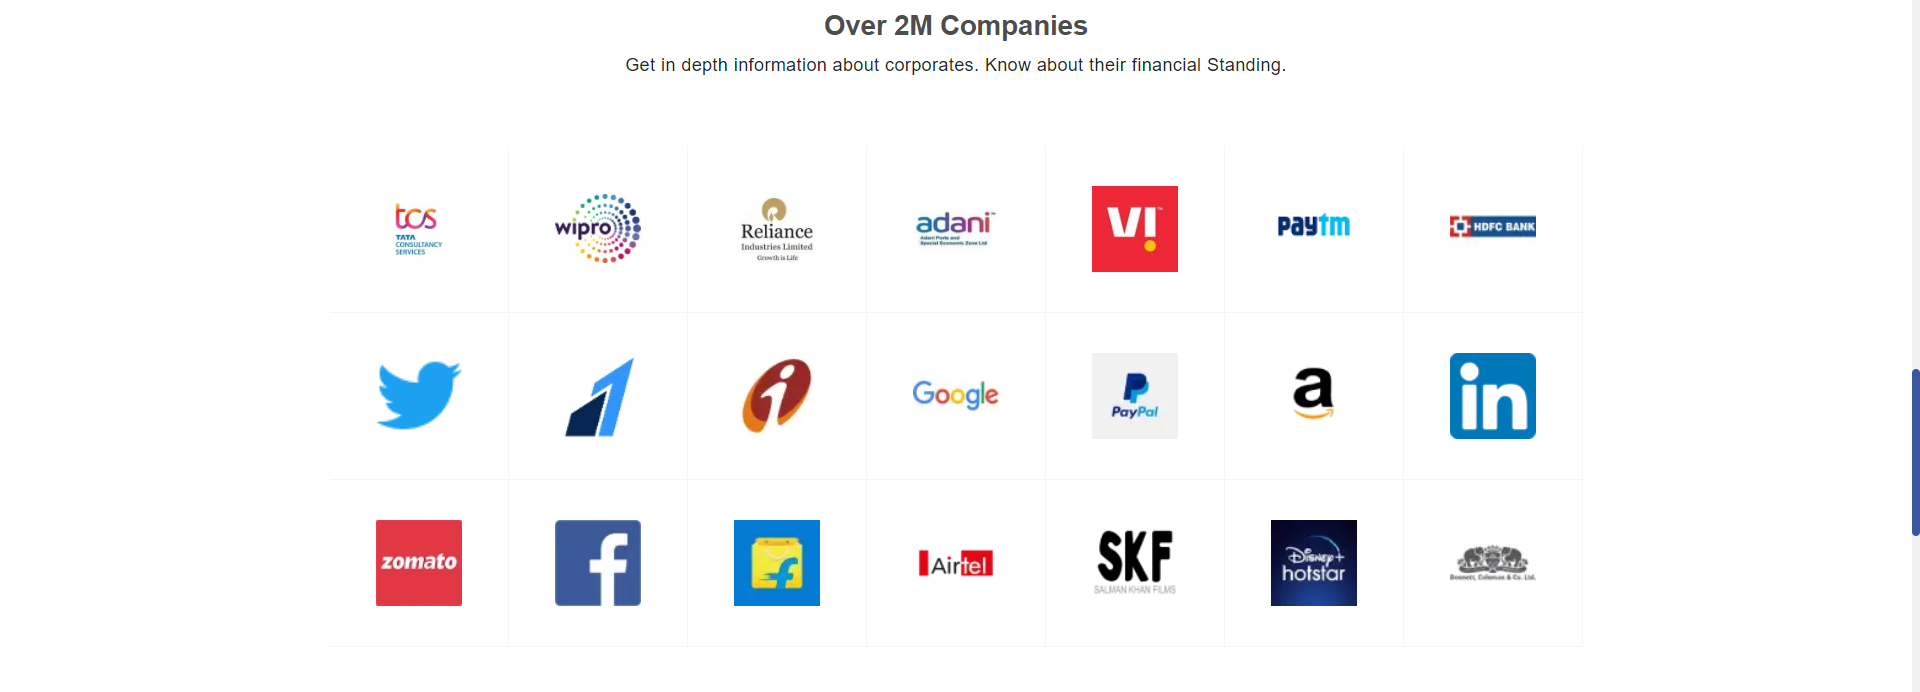 Over 2M Companies
Get in depth information about corporates. Know about their financial Standing.
tcs
TATA
CONSULTANCY
SERVICES
wipro
Reliance
Industries Limited
Growth is Life
adani™
Adani Ports and
Special Economic Zone Ltd
VI™
paytm
HDFC BANK
i
Google
PayPal
a
in
zomato
f
f
Airtel
SKF
SALMAN KHAN FILMS
Disney+
hotstar
Bennett, Coleman & Co. Ltd.